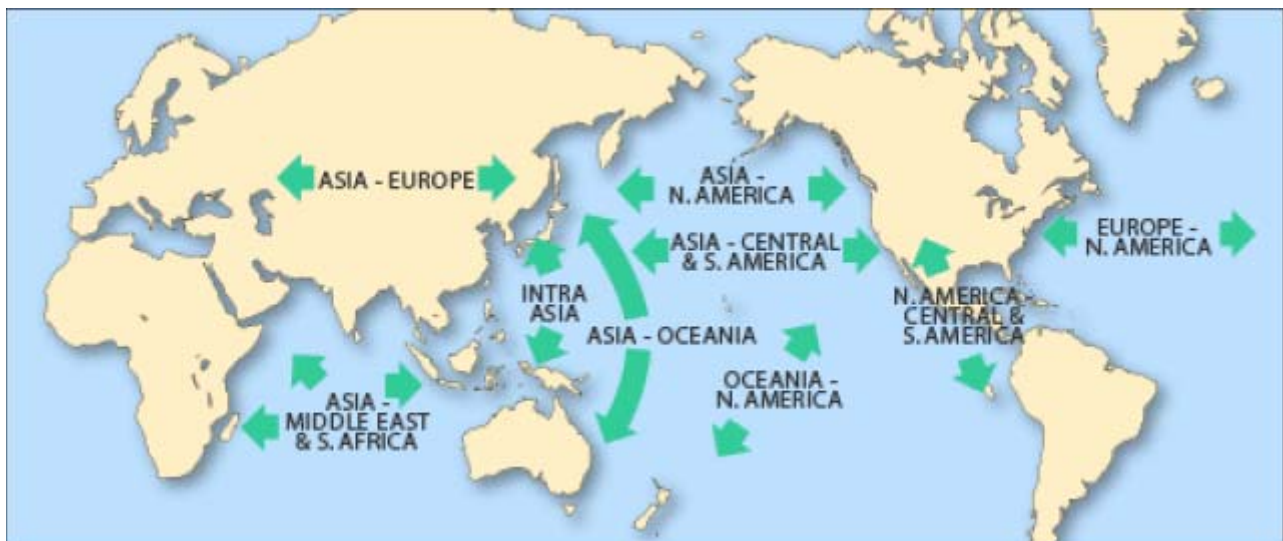 ASIA - EUROPE
ASIA -
N. AMERICA
ASIA - CENTRAL
& S. AMERICA
EUROPE -
N. AMERICA
INTRA
ASIA
ASIA - OCEANIA
N. AMERICA -
CENTRAL &
S. AMERICA
OCEANIA -
N. AMERICA
ASIA -
MIDDLE EAST
& S. AFRICA